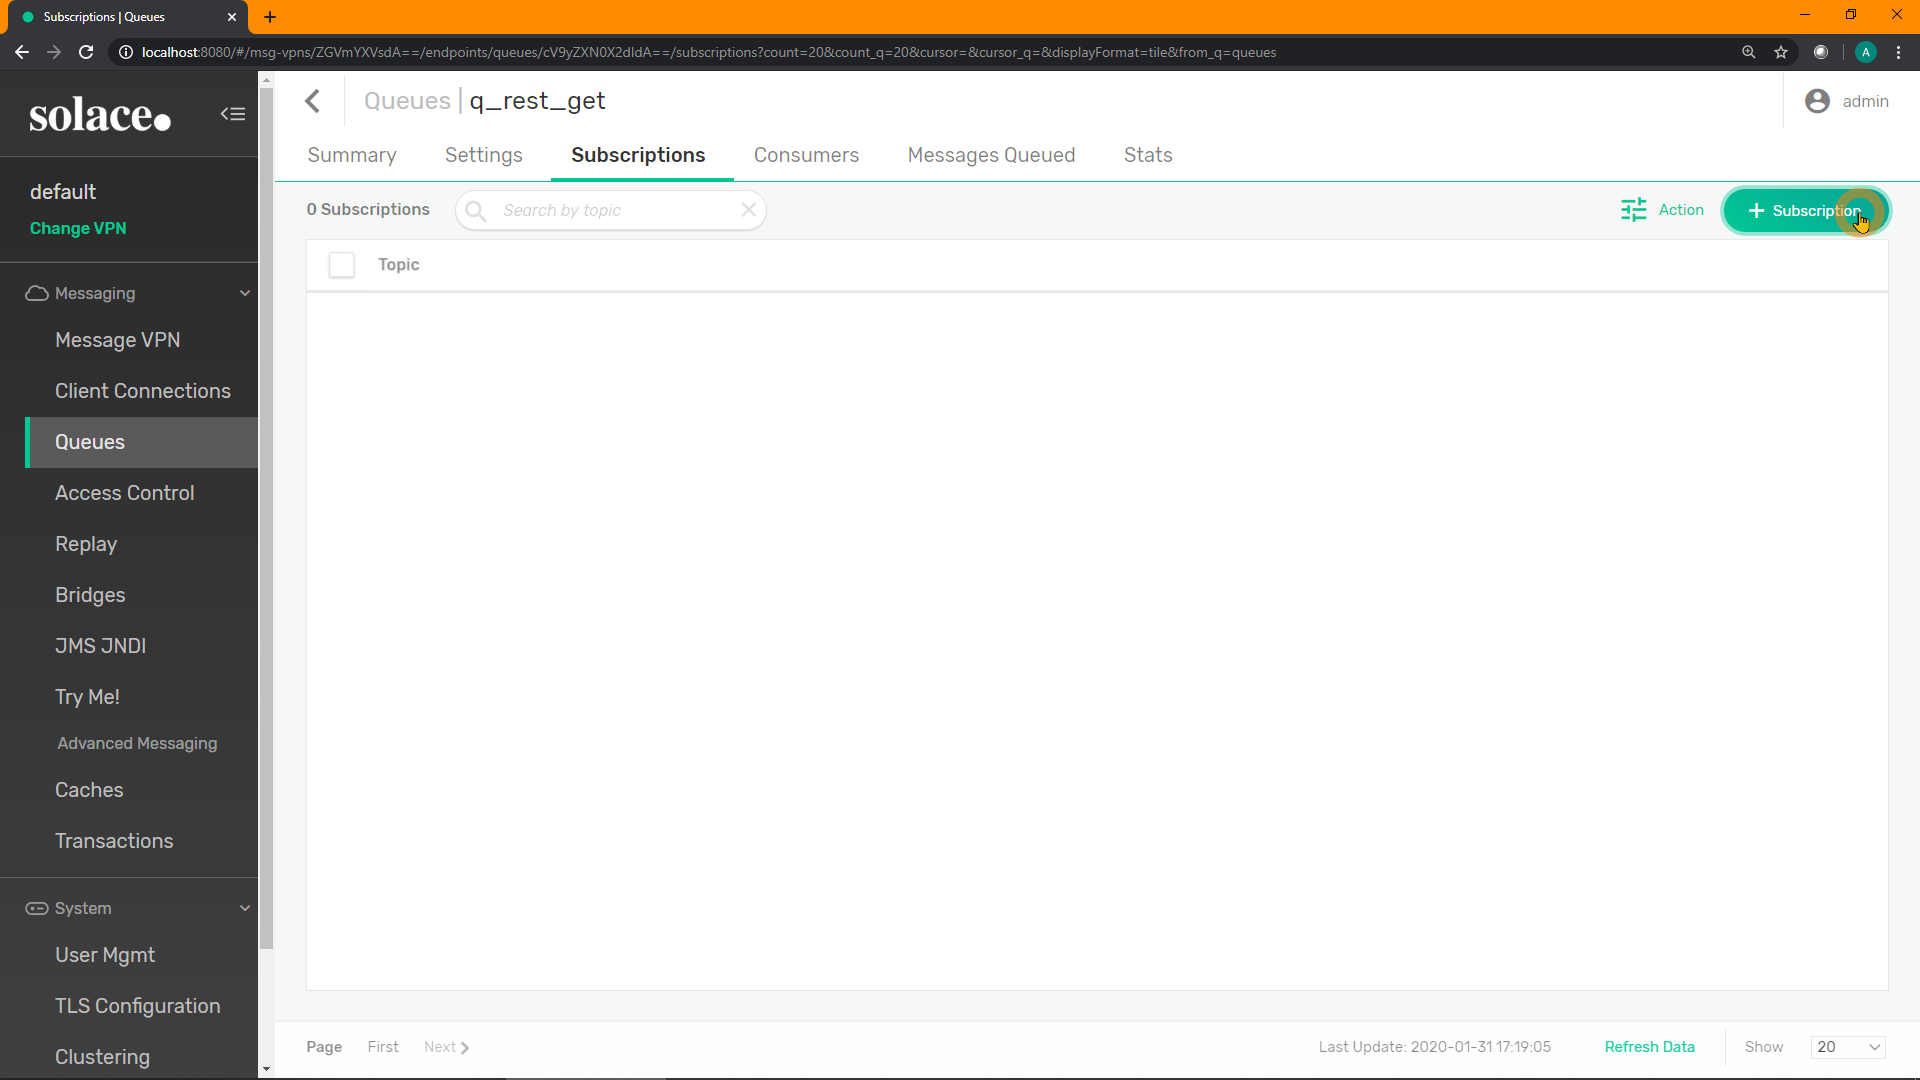 Subscriptions | Queues
localhost:8080/#/msg-vpns/ZGVmYXVsdA==/endpoints/queues/cV9yZXN0X2dldA==/subscriptions?count=20&count_q=20&cursor=&cursor_q=&displayFormat=tile&from_q=queues
A
solace.
Queues | q_rest_get
admin
Summary Settings Subscriptions Consumers Messages Queued Stats
default
Change VPN
0 Subscriptions
Search by topic
Action
Subscription
Topic
Messaging
Message VPN
Client Connections
Queues
Access Control
Replay
Bridges
JMS JNDI
Try Me!
Advanced Messaging
Caches
Transactions
System
User Mgmt
TLS Configuration
Clustering
Page First Next
Last Update: 2020-01-31 17:19:05
Refresh Data
Show 20